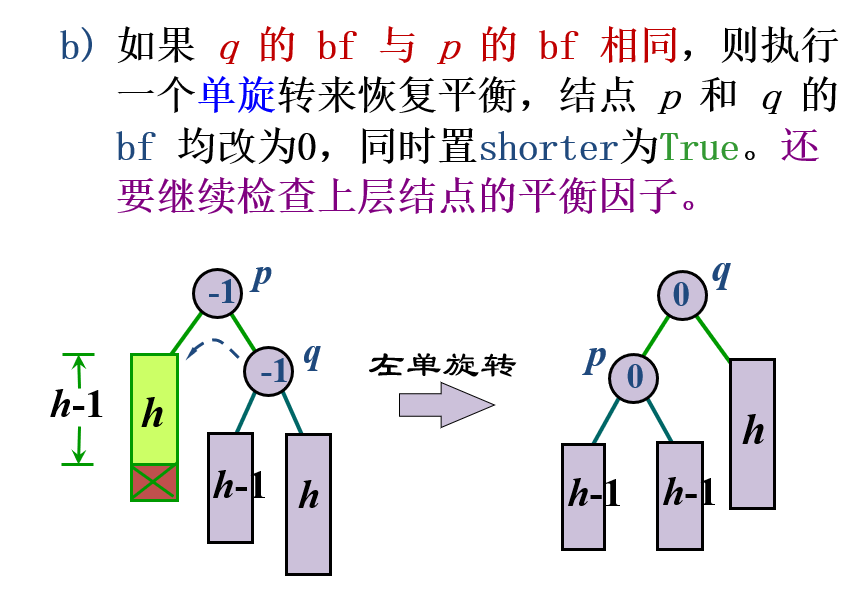 b) 如果 q 的 bf 与 p 的 bf 相同，则执行
一个单旋转来恢复平衡，结点 p 和 q 的
bf 均改为0，同时置shorter为True。还
要继续检查上层结点的平衡因子。
-1 p
q
0
-1 q
左单旋转
p 0
h-1
h
h-1
h
h-1
h-1
h